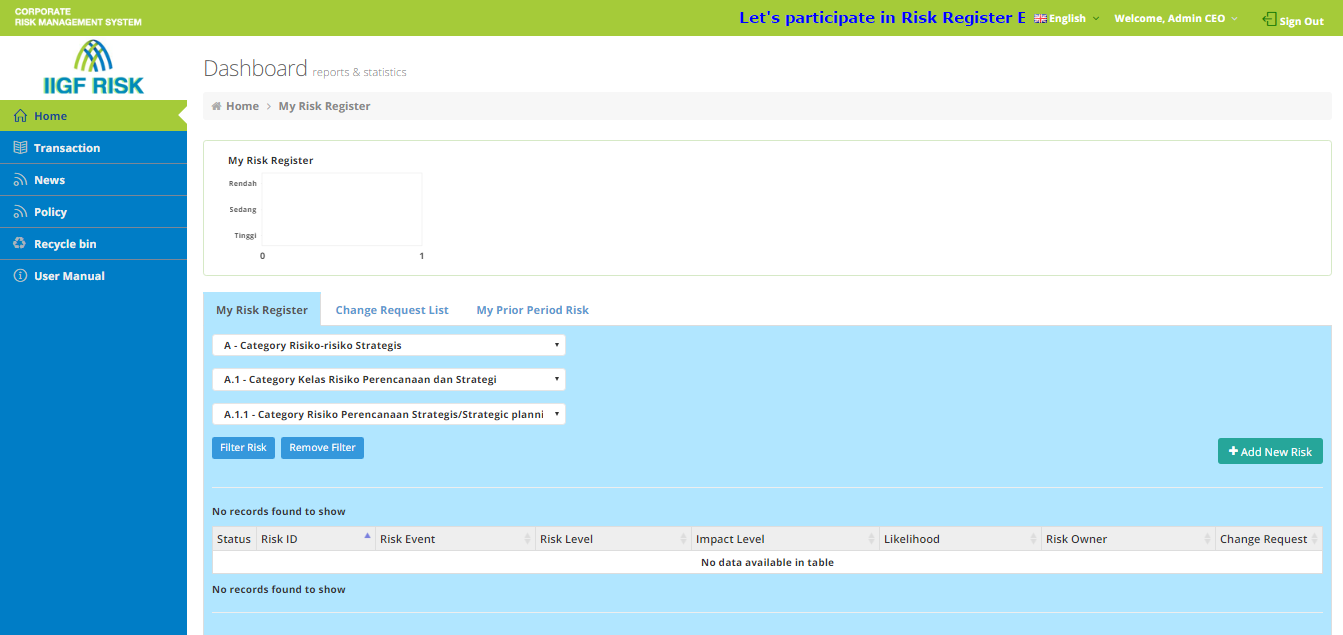 CORPORATE
RISK MANAGEMENT SYSTEM
Let's participate in Risk Register E
English
Welcome, Admin CEO
Sign Out
IIGF RISK
Home
Transaction
News
Policy
Recycle bin
User Manual
Dashboard reports & statistics
Home > My Risk Register
My Risk Register
Rendah
Sedang
Tinggi
0 1
My Risk Register Change Request List My Prior Period Risk
A - Category Risiko-risiko Strategis
A.1 - Category Kelas Risiko Perencanaan dan Strategi
A.1.1 - Category Risiko Perencanaan Strategis/Strategic planni
Filter Risk Remove Filter
+ Add New Risk
No records found to show
Status Risk ID Risk Event Risk Level Impact Level Likelihood Risk Owner Change Request
No data available in table
No records found to show